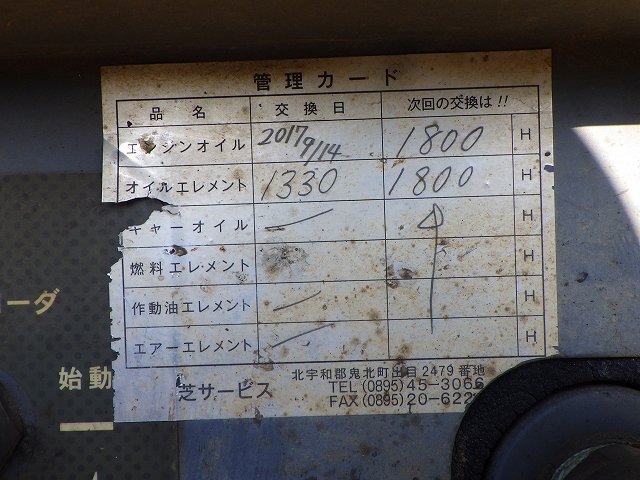 管理カード
品名 交換日 次回の交換は!!
エンジンオイル 2017 9/14 1800 H
オイルエレメント 1330 1800 H
ギャーオイル H
燃料エレメント H
作動油エレメント H
エアーエレメント H
芝サービス
北宇和郡鬼北町出目2479番地
TEL(0895)45-3066
FAX(0895)20-622
ローダ
始動